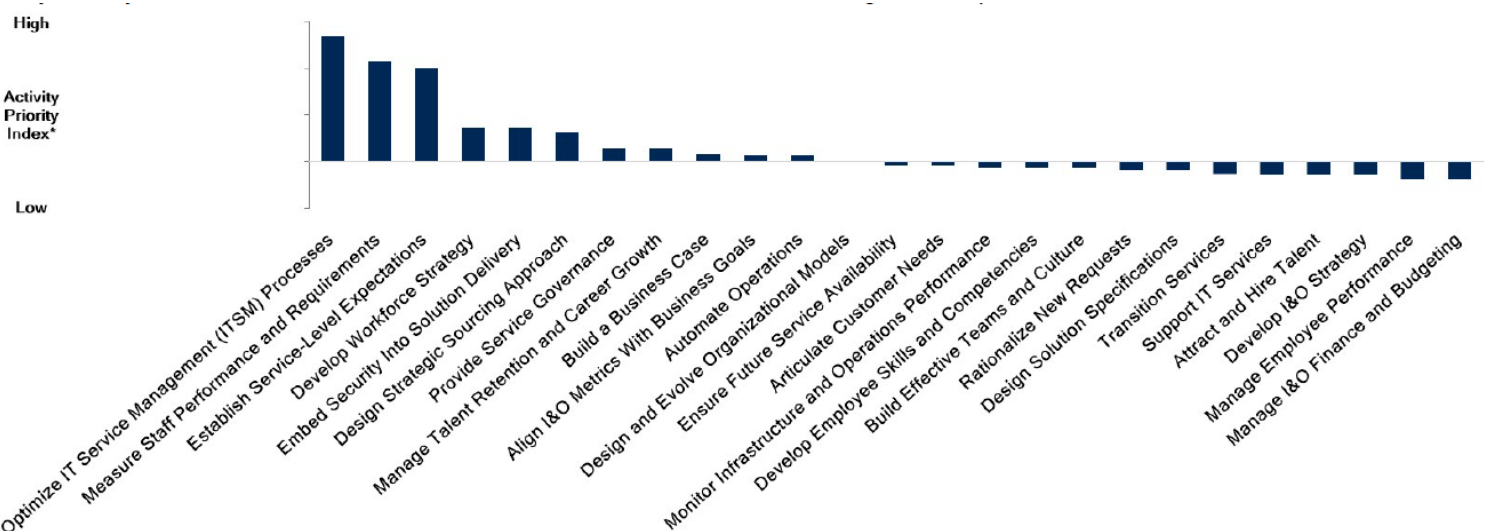 High
Activity
Priority
Index*
Low
Optimize IT Service Management (ITSM) Processes
Measure Staff Performance and Requirements
Establish Service-Level Expectations
Develop Workforce Strategy
Embed Security Into Solution Delivery
Design Strategic Sourcing Approach
Provide Service Governance
Manage Talent Retention and Career Growth
Build a Business Case
Align I&O Metrics With Business Goals
Automate Operations
Design and Evolve Organizational Models
Ensure Future Service Availability
Articulate Customer Needs
Monitor Infrastructure and Operations Performance
Develop Employee Skills and Competencies
Build Effective Teams and Culture
Rationalize New Requests
Design Solution Specifications
Transition Services
Support IT Services
Attract and Hire Talent
Develop I&O Strategy
Manage Employee Performance
Manage I&O Finance and Budgeting